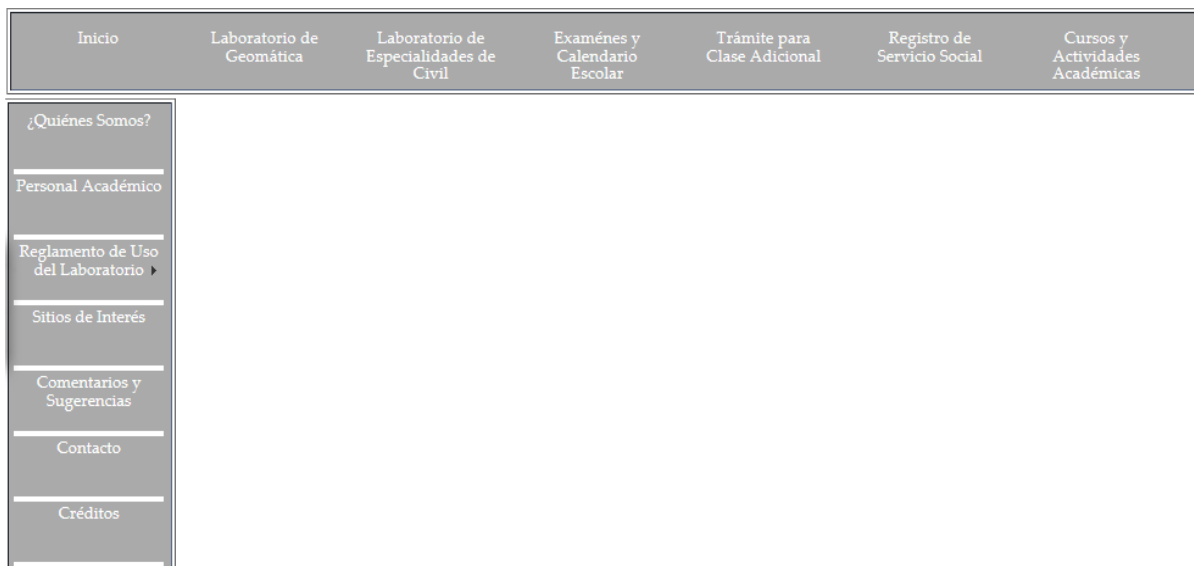 Inicio
Laboratorio de
Geomática
Laboratorio de
Especialidades de
Civil
Examénes y
Calendario
Escolar
Trámite para
Clase Adicional
Registro de
Servicio Social
Cursos y
Actividades
Académicas
¿Quiénes Somos?
Personal Académico
Reglamento de Uso
del Laboratorio
Sitios de Interés
Comentarios y
Sugerencias
Contacto
Créditos